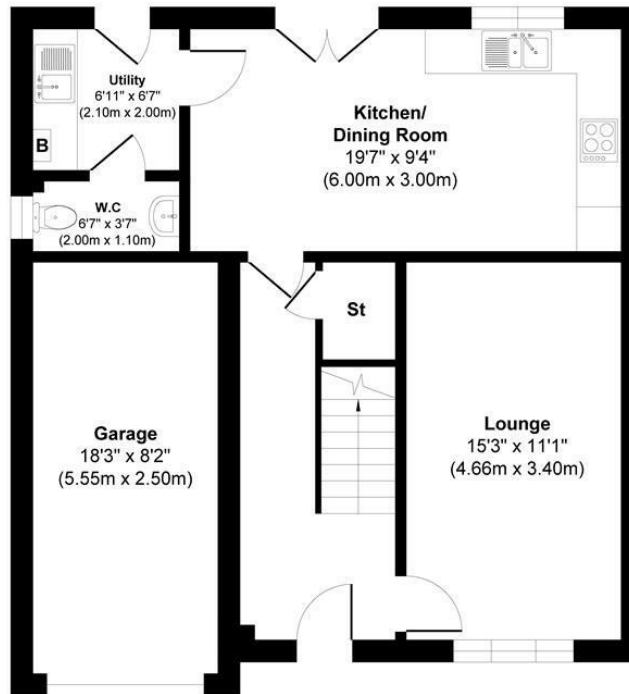 Utility
6'11" x 6'7"
(2.10m x 2.00m)
B
Kitchen/
Dining Room
19'7" x 9'4"
(6.00m x 3.00m)
W.C
6'7" x 3'7"
(2.00m x 1.10m)
St
Garage
18'3" x 8'2"
(5.55m x 2.50m)
Lounge
15'3" x 11'1"
(4.66m x 3.40m)